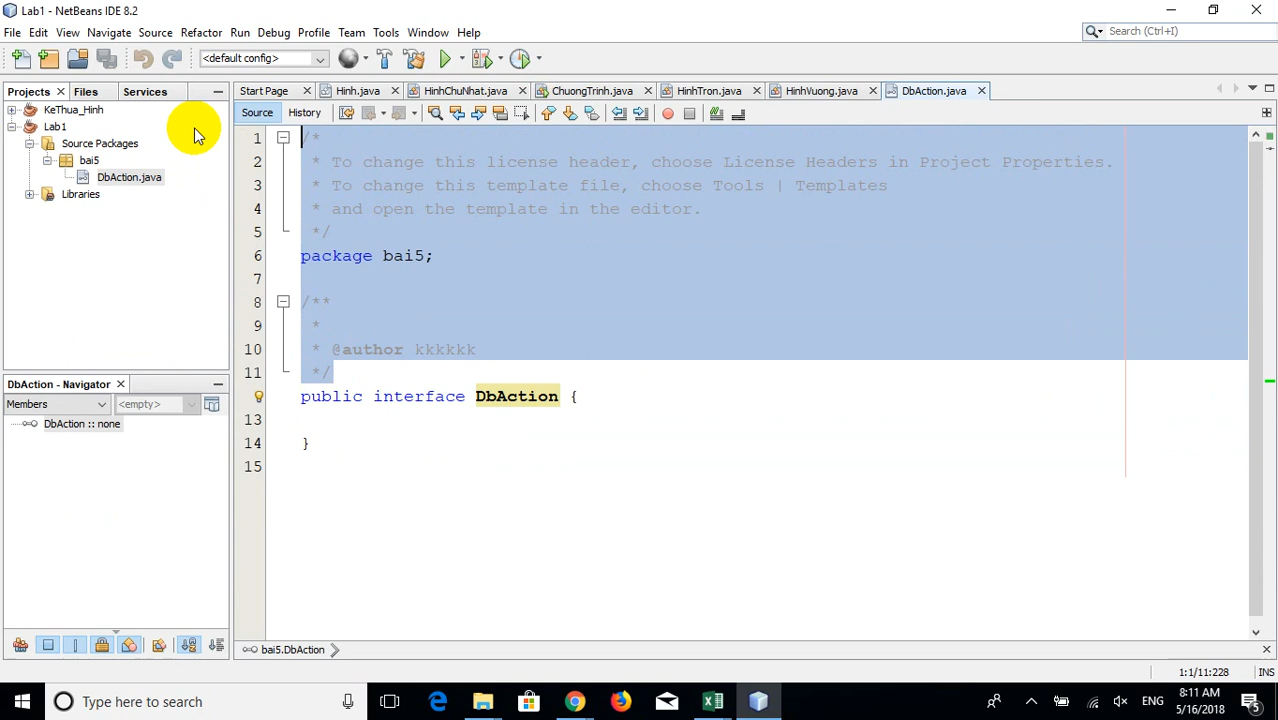 Lab1 - NetBeans IDE 8.2
File Edit View Navigate Source Refactor Run Debug Profile Team Tools Window Help
Search (Ctrl+I)
<default config>
Projects Files Services
Start Page Hinh.java HinhChuNhat.java ChuongTrinh.java HinhTron.java HinhVuong.java DbAction.java
Source History
KeThua_Hinh
Lab1
Source Packages
bai5
DbAction.java
Libraries
1 /*
2 * To change this license header, choose License Headers in Project Properties.
3 * To change this template file, choose Tools | Templates
4 * and open the template in the editor.
5 */
6 package bai5;
7
8 /**
9 *
10 * @author kkkkkk
11 */
public interface DbAction {
13
14 }
15
DbAction - Navigator
Members <empty>
DbAction :: none
bai5.DbAction
1:1/11:228 INS
Type here to search
ENG
8:11 AM
5/16/2018
5